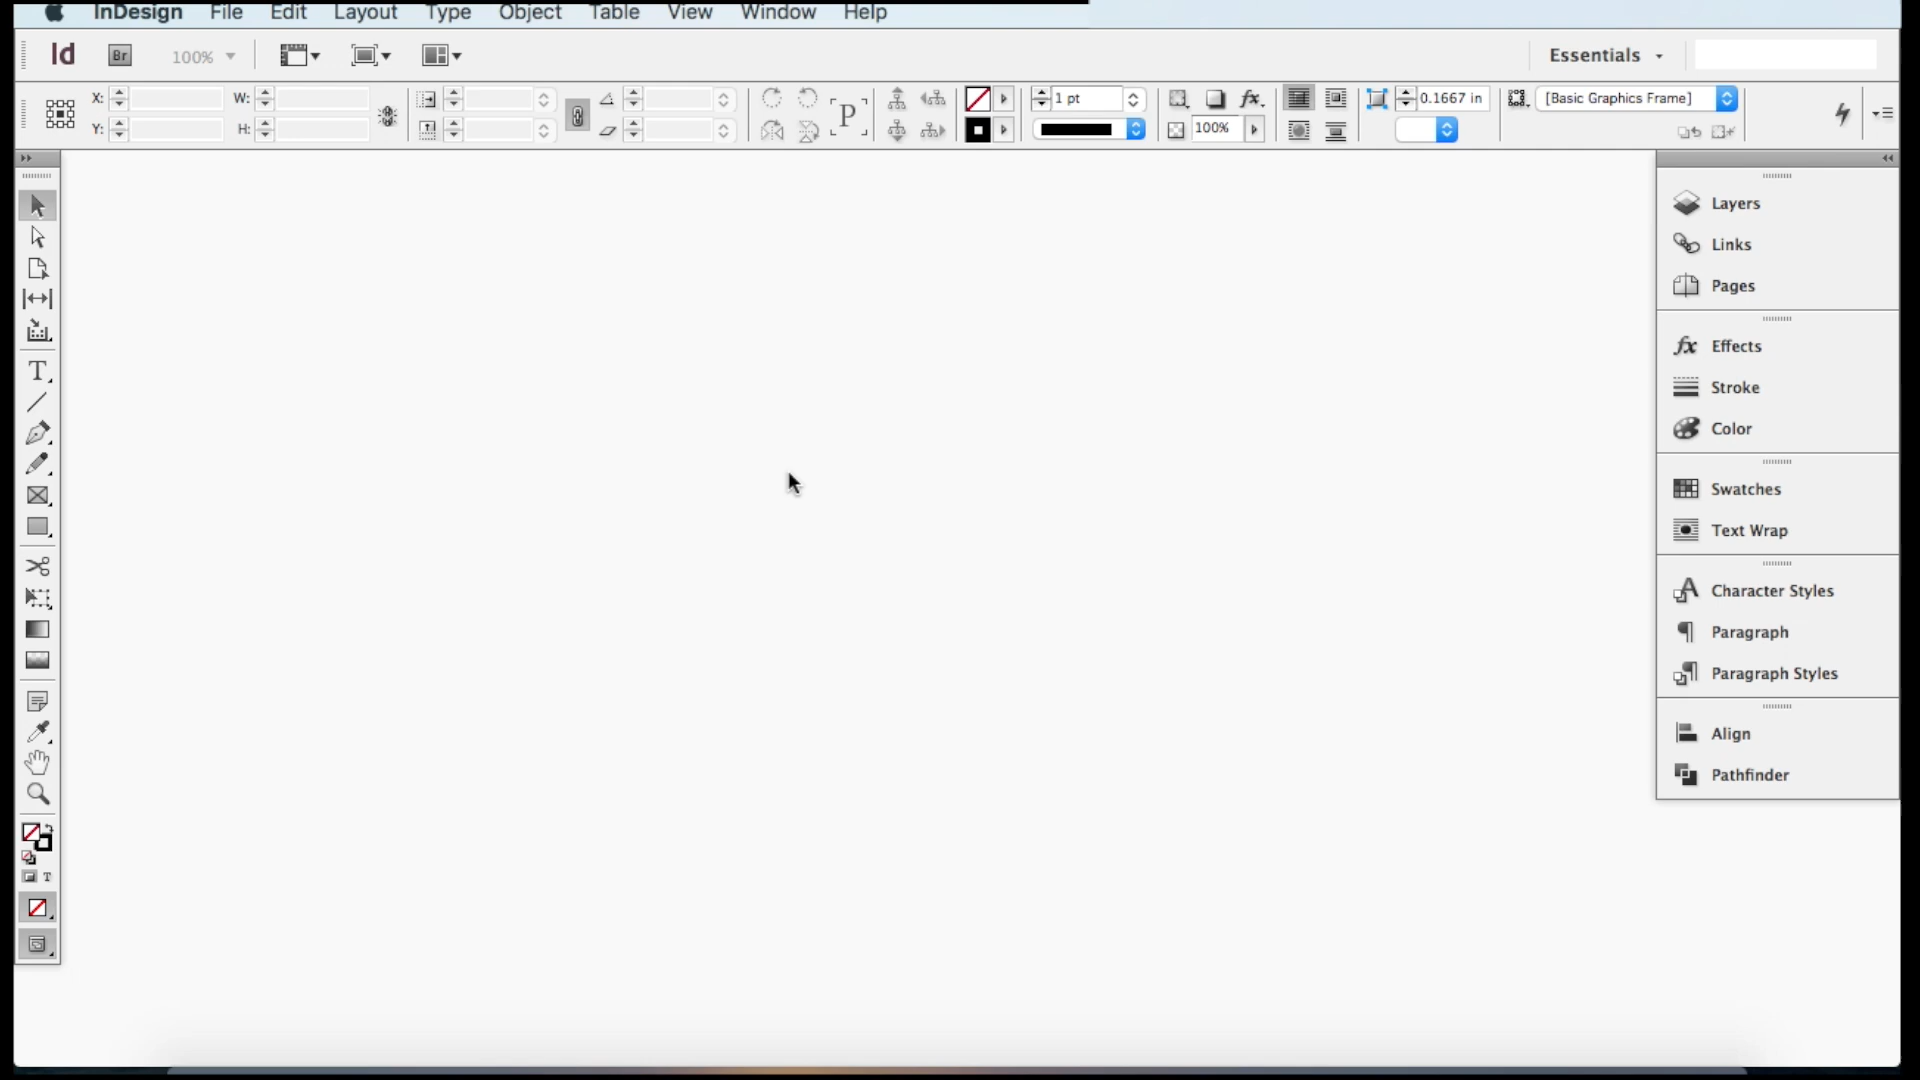 InDesign File Edit Layout Type Object Table View Window Help
Id Br 100% Essentials
X: W: 1 pt fx 0.1667 in [Basic Graphics Frame]
Y: H: P 100%
Layers
Links
Pages
fx Effects
Stroke
Color
Swatches
Text Wrap
Character Styles
Paragraph
Paragraph Styles
Align
Pathfinder
T
T